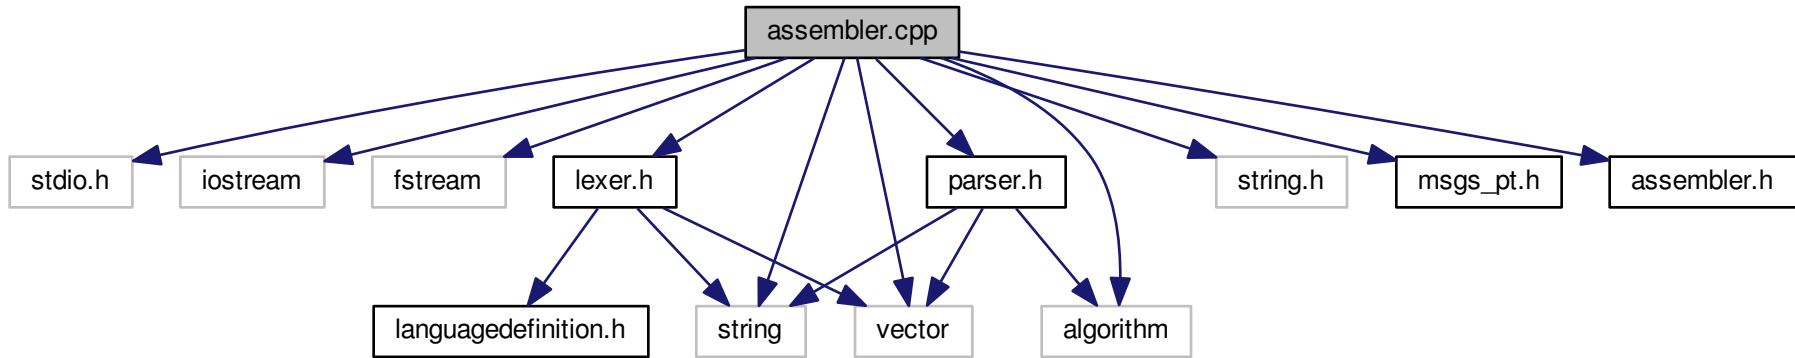 assembler.cpp
stdio.h
iostream
fstream
lexer.h
parser.h
string.h
msgs_pt.h
assembler.h
languagedefinition.h
string
vector
algorithm